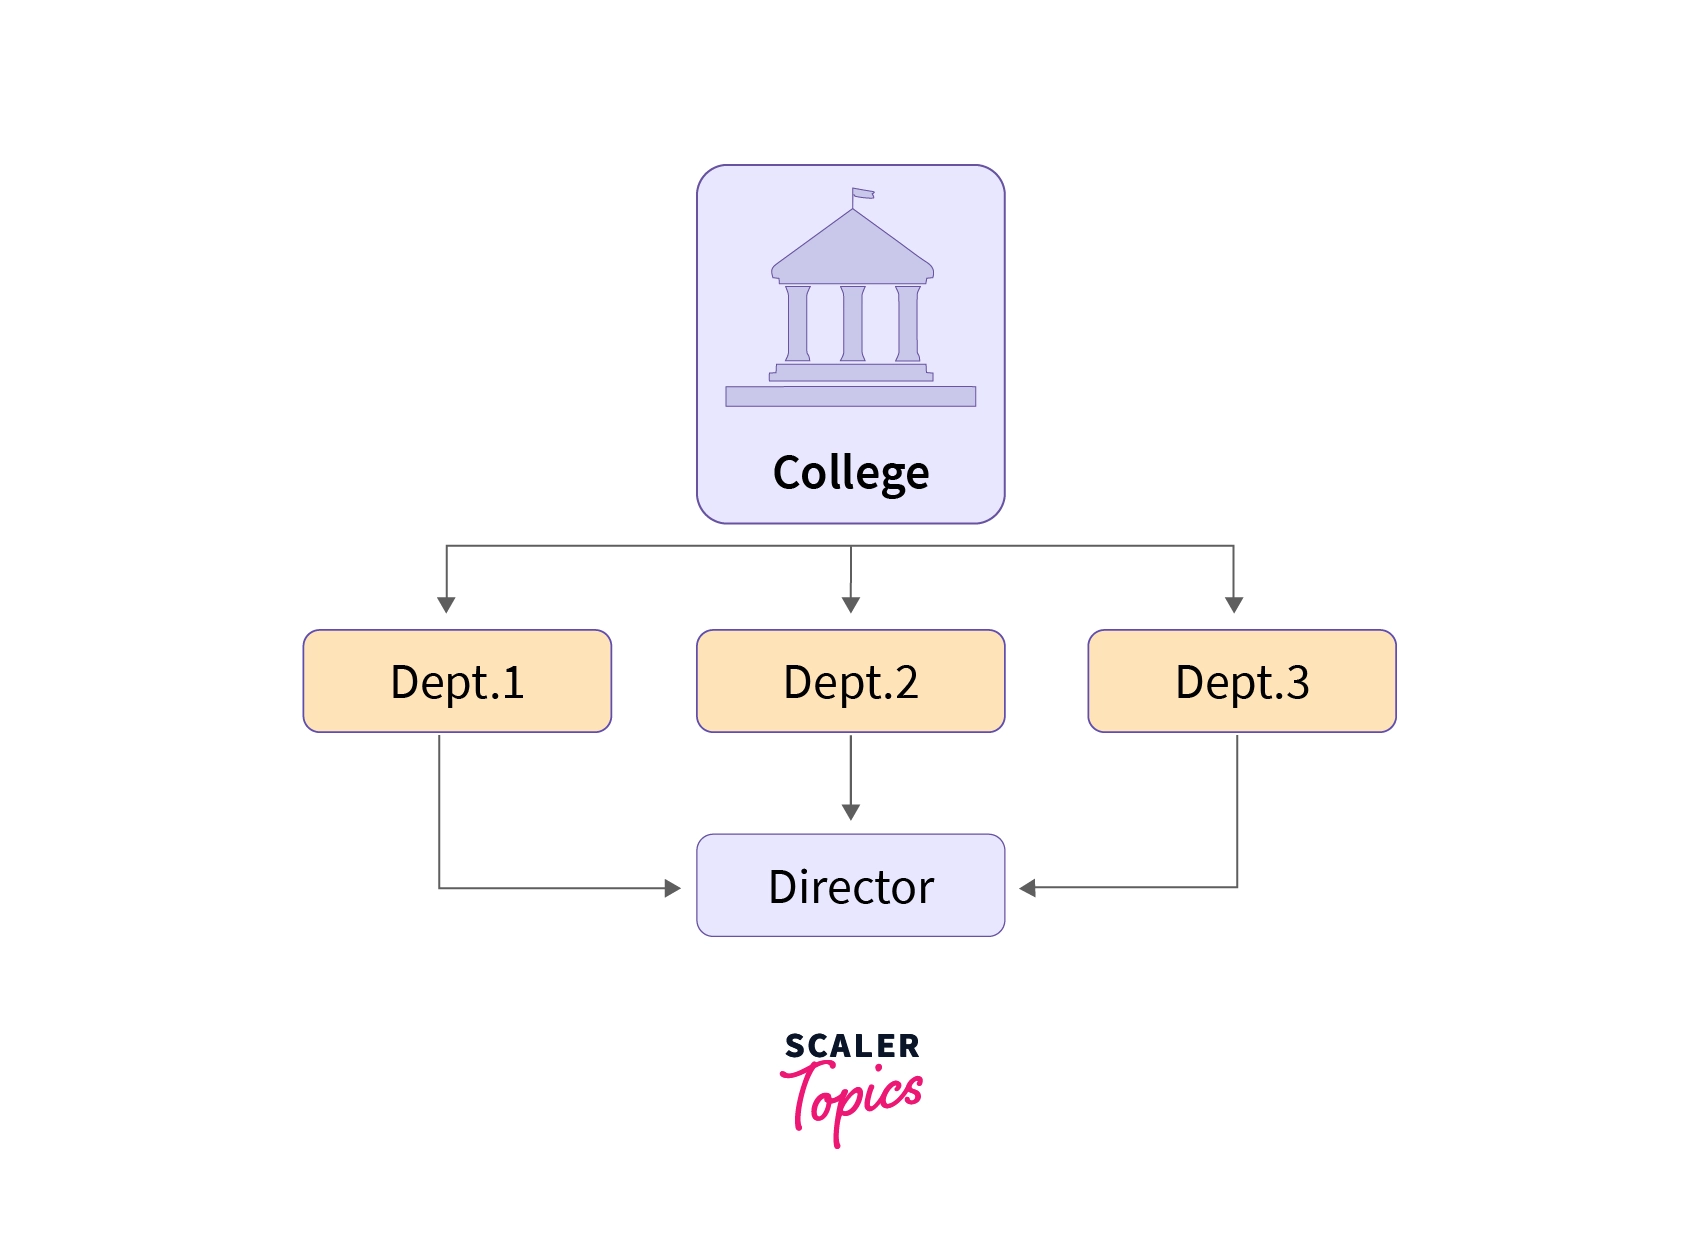 College
Dept.1
Dept.2
Dept.3
Director
SCALER
Topics